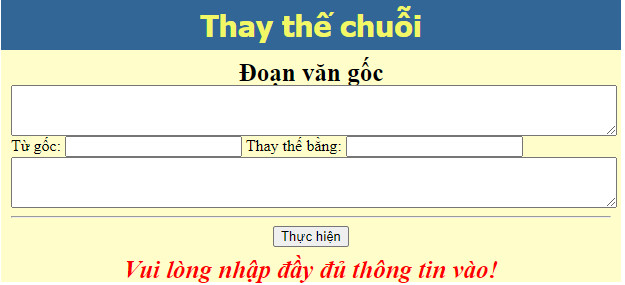 Thay thế chuỗi
Đoạn văn gốc
Từ gốc: Thay thế bằng:
Thực hiện
Vui lòng nhập đầy đủ thông tin vào!